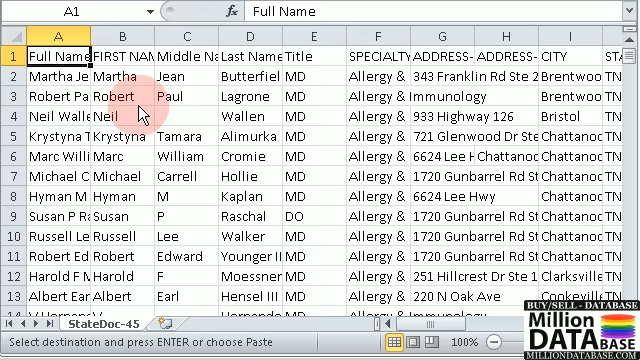 A1 fx Full Name
A B C D E F G H I
1 Full Name FIRST NAM Middle Na Last Name Title SPECIALTY ADDRESS- ADDRESS- CITY STA
2 Martha Je Martha Jean Butterfiel MD Allergy & 343 Franklin Rd Ste 2 Brentwoo TN
3 Robert Pa Robert Paul Lagrone MD Allergy & Immunology Brentwoo TN
4 Neil Walle Neil Wallen MD Allergy & 933 Highway 126 Bristol TN
5 Krystyna T Krystyna Tamara Alimurka MD Allergy & 721 Glenwood Dr Ste Chattanoo TN
6 Marc Willi Marc William Cromie MD Allergy & 6624 Lee H Chattanoo Chattanoo TN
7 Michael C Michael Carrell Hollie MD Allergy & 1720 Gunbarrel Rd St Chattanoo TN
8 Hyman M Hyman M Kaplan MD Allergy & 6624 Lee Hwy Chattanoo TN
9 Susan P Ra Susan P Raschal DO Allergy & 1720 Gunbarrel Rd St Chattanoo TN
10 Russell Le Russell Lee Walker MD Allergy & 1720 Gunbarrel Rd St Chattanoo TN
11 Robert Ed Robert Edward Younger II MD Allergy & 1720 Gunbarrel Rd St Chattanoo TN
12 Harold F M Harold F Moessner MD Allergy & 251 Hillcrest Dr Ste 1 Clarksville TN
13 Albert Earl Albert Earl Hensel III MD Allergy & 220 N Oak Ave Cookeville TN
StateDoc-45
Select destination and press ENTER or choose Paste 100%
BUY/SELL - DATABASE
Million
DATABASE
MILLIONDATABASE.COM